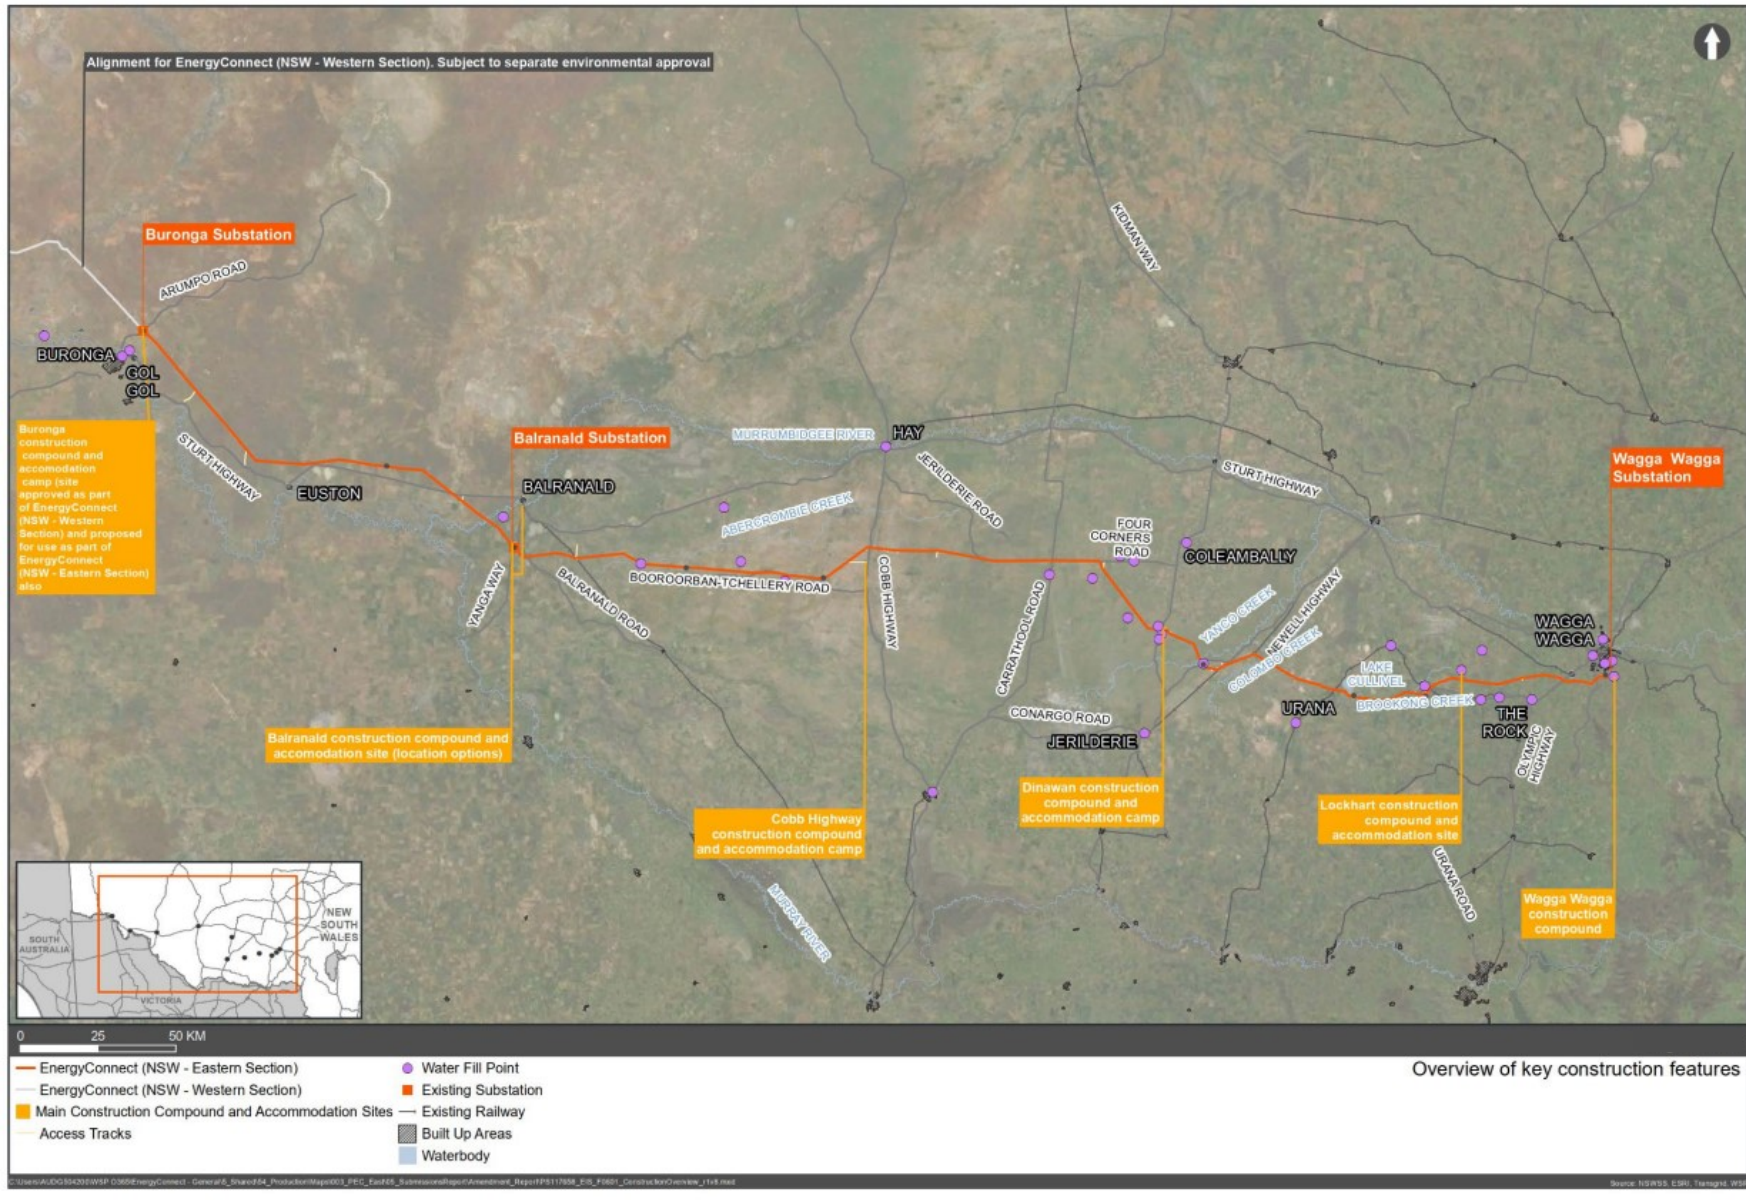 Alignment for EnergyConnect (NSW - Western Section). Subject to separate environmental approval
Buronga Substation
ARUMPO ROAD
KIDMAN WAY
BURONGA
GOL
GOL
Buronga
construction
compound and
accomodation
camp (site
approved as part
of EnergyConnect
(NSW - Western
Section) and proposed
for use as part of
EnergyConnect
(NSW - Eastern Section)
also
STURT HIGHWAY
EUSTON
Balranald Substation
BALRANALD
MURRUMBIDGEE RIVER
HAY
JERILDERIE ROAD
ABERCROMBIE CREEK
STURT HIGHWAY
Wagga Wagga
Substation
FOUR
CORNERS
ROAD
COLEAMBALLY
YANGA WAY
BALRANALD ROAD
BOOROORBAN-TCHELLERY ROAD
COBB HIGHWAY
CARRATHOOL ROAD
YANCO CREEK
NEWELL HIGHWAY
COLOMBO CREEK
WAGGA
WAGGA
LAKE
CULLIVEL
BROOKONG CREEK
URANA
THE
ROCK
OLYMPIC
HIGHWAY
CONARGO ROAD
JERILDERIE
Balranald construction compound and
accomodation site (location options)
Cobb Highway
construction compound
and accommodation camp
Dinawan construction
compound and
accommodation camp
Lockhart construction
compound and
accommodation site
URANA ROAD
Wagga Wagga
construction
compound
MURRAY RIVER
SOUTH
AUSTRALIA
NEW
SOUTH
WALES
VICTORIA
0 25 50 KM
EnergyConnect (NSW - Eastern Section)
EnergyConnect (NSW - Western Section)
Main Construction Compound and Accommodation Sites
Access Tracks
Water Fill Point
Existing Substation
Existing Railway
Built Up Areas
Waterbody
Overview of key construction features
Source: NSWSS, ESRI, Transgrid, WSP